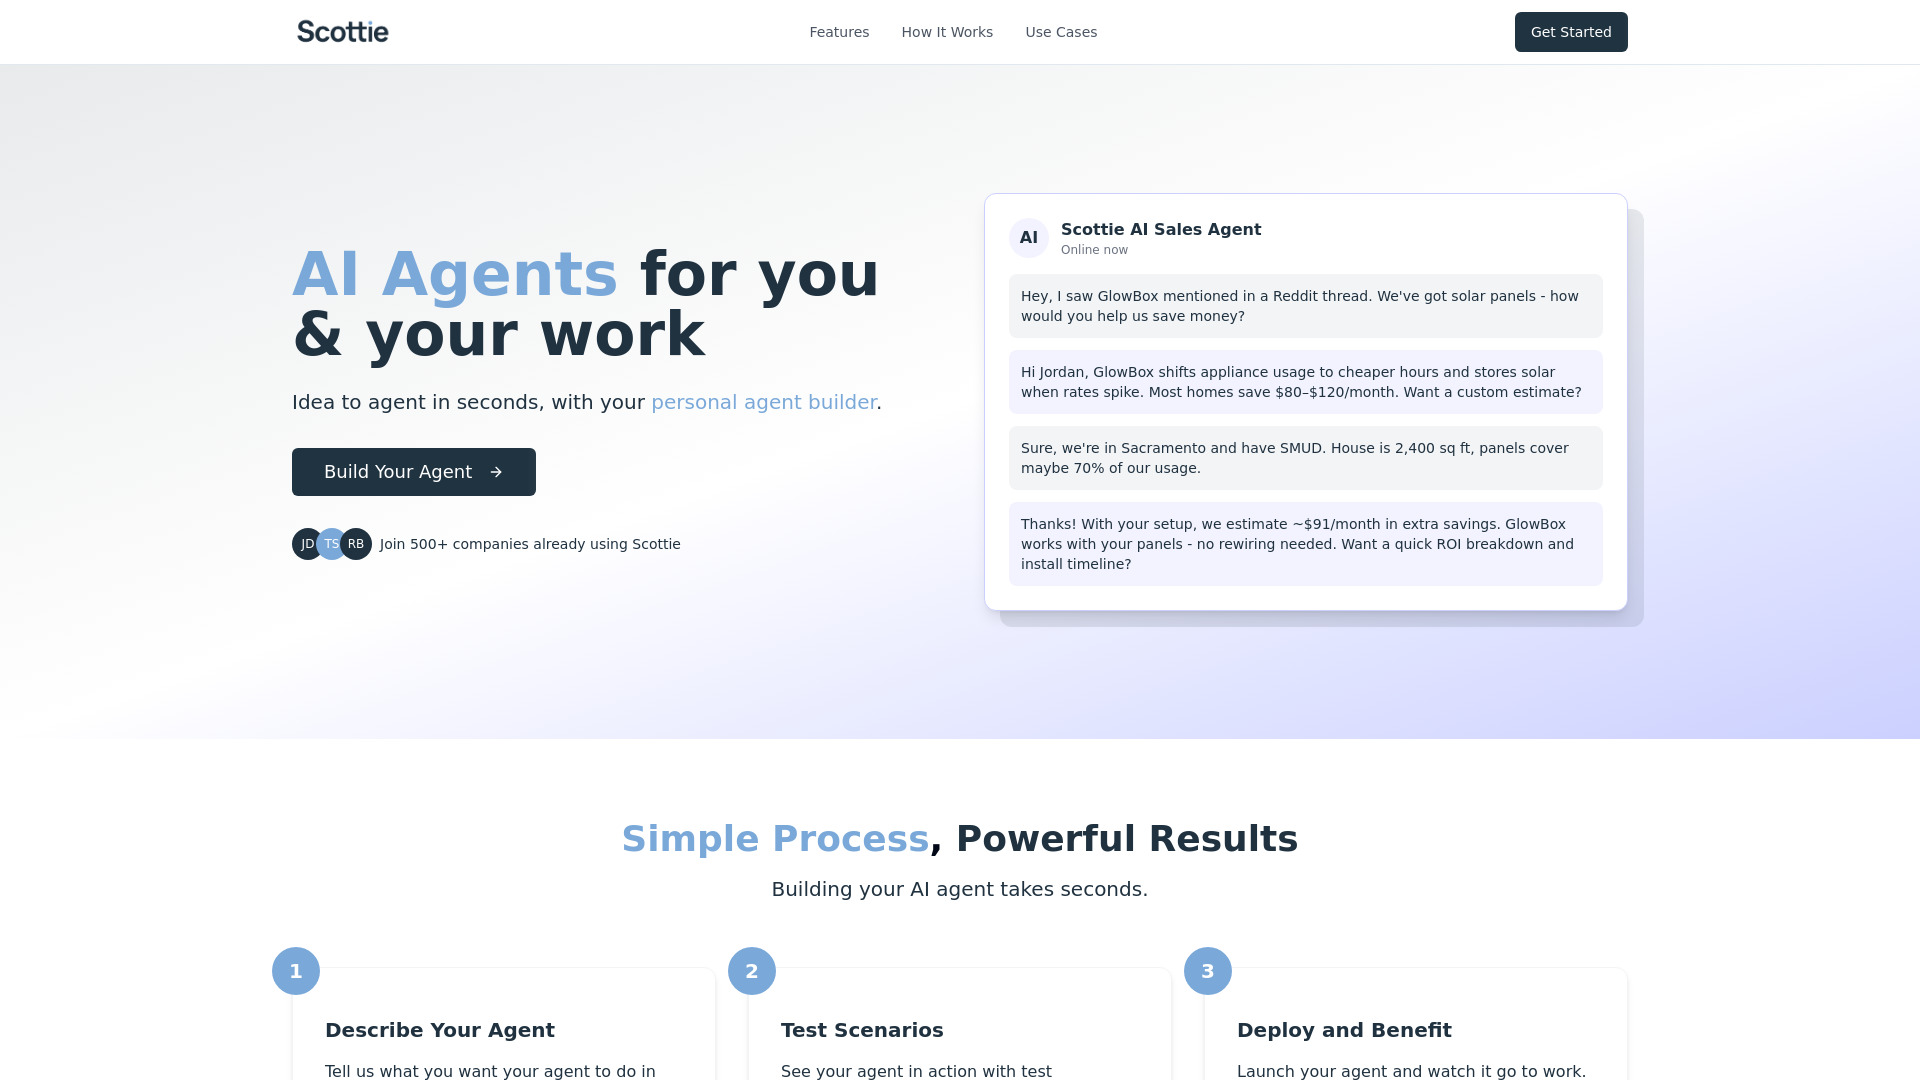 Scottie
Features
How It Works
Use Cases
Get Started
AI Agents for you
& your work
Idea to agent in seconds, with your personal agent builder.
Build Your Agent
JD
TS
RB
Join 500+ companies already using Scottie
AI
Scottie AI Sales Agent
Online now
Hey, I saw GlowBox mentioned in a Reddit thread. We've got solar panels - how
would you help us save money?
Hi Jordan, GlowBox shifts appliance usage to cheaper hours and stores solar
when rates spike. Most homes save $80–$120/month. Want a custom estimate?
Sure, we're in Sacramento and have SMUD. House is 2,400 sq ft, panels cover
maybe 70% of our usage.
Thanks! With your setup, we estimate ~$91/month in extra savings. GlowBox
works with your panels - no rewiring needed. Want a quick ROI breakdown and
install timeline?
Simple Process, Powerful Results
Building your AI agent takes seconds.
1
Describe Your Agent
Tell us what you want your agent to do in
2
Test Scenarios
See your agent in action with test
3
Deploy and Benefit
Launch your agent and watch it go to work.